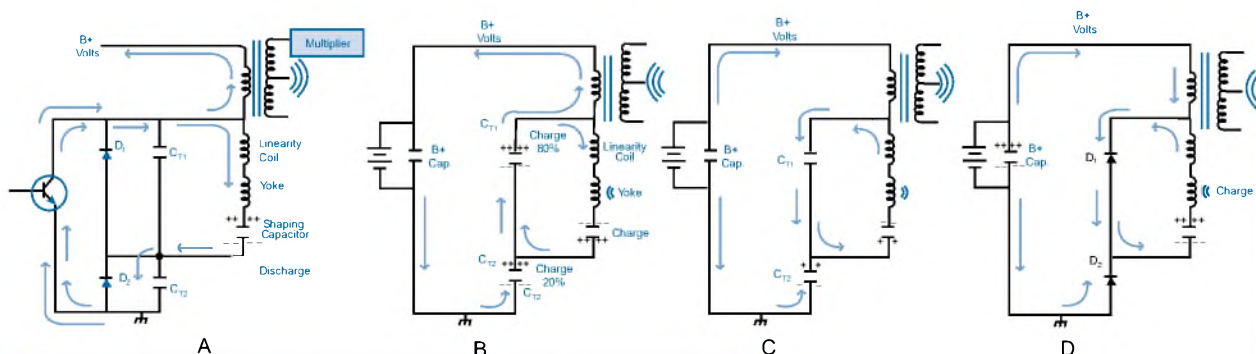 B+
Volts
Multiplier
D1
CT1
Linearity
Coil
Yoke
++ ++
Shaping
Capacitor
Discharge
D2
CT2
A
B+
Volts
CT1
Charge
80%
++ ++
Linearity
Coil
B+
Cap.
Yoke
Charge
++ ++
CT2
++ ++
Charge
20%
CT2
B
B+
Volts
B+
Cap.
CT1
+ +
CT2
+ +
C
B+
Volts
++ ++
B+
Cap.
D1
Charge
++ ++
D2
D